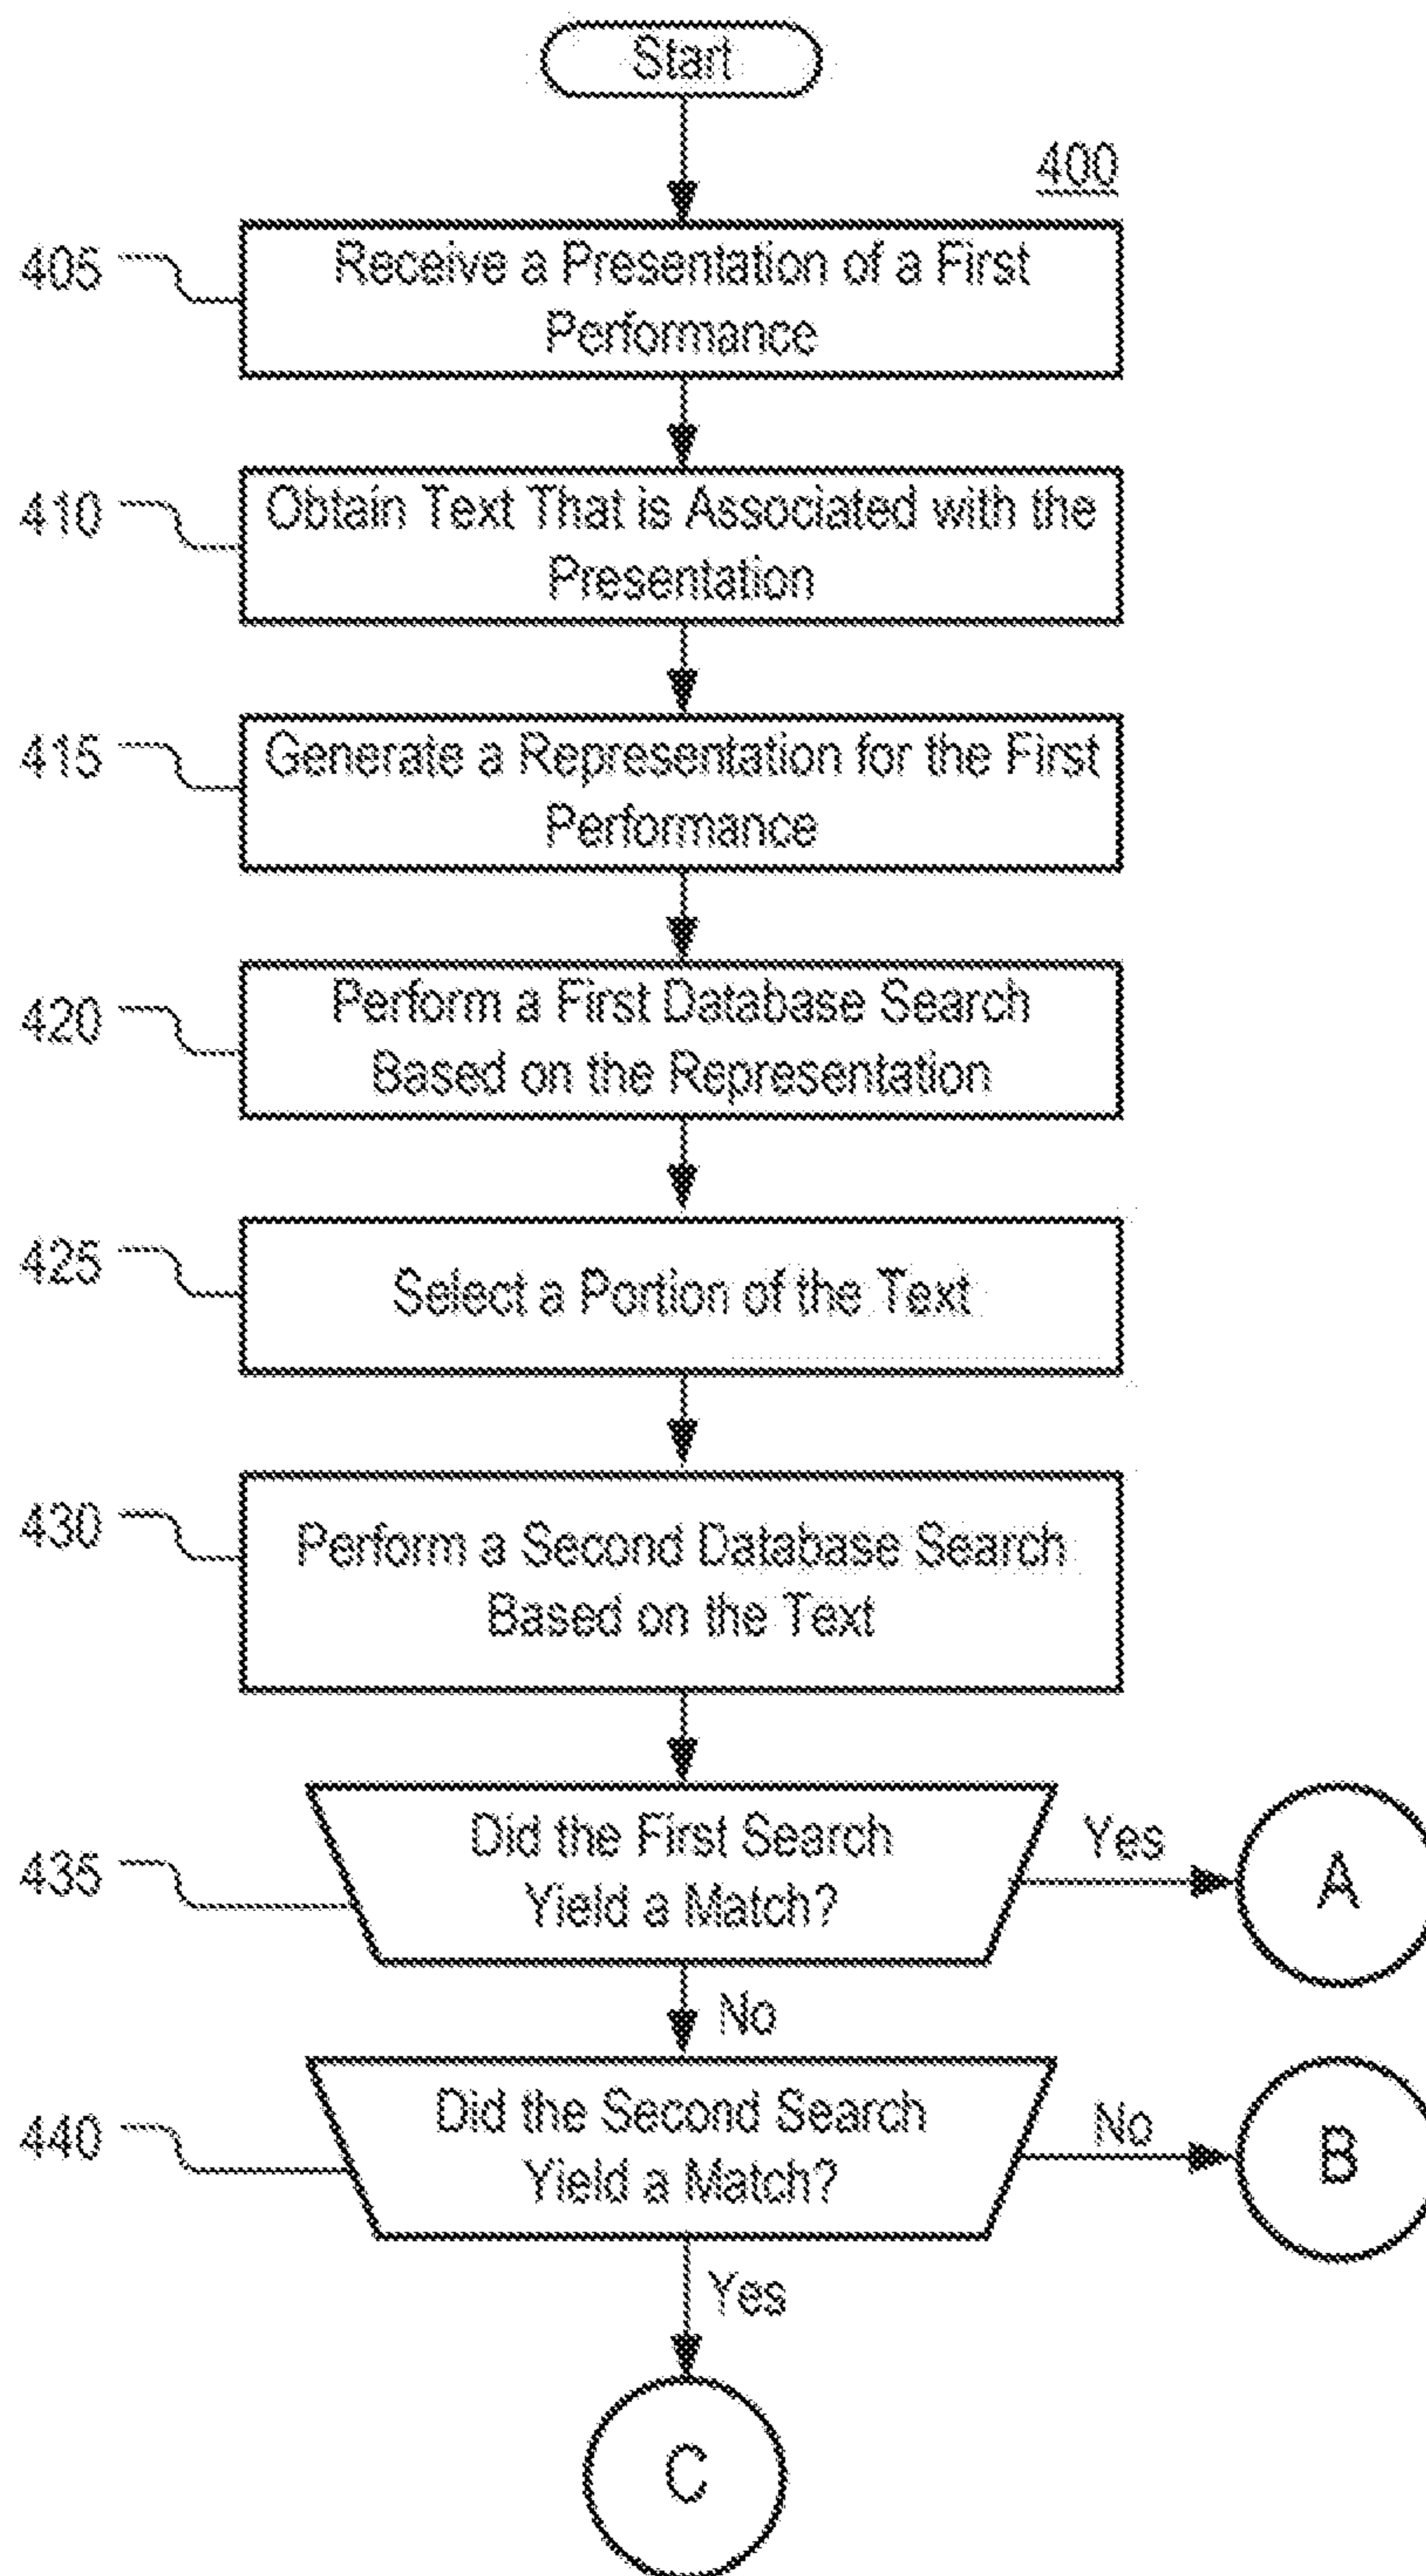 Start
400
405
Receive a Presentation of a First
Performance
410
Obtain Text That is Associated with the
Presentation
415
Generate a Representation for the First
Performance
420
Perform a First Database Search
Based on the Representation
425
Select a Portion of the Text
430
Perform a Second Database Search
Based on the Text
435
Did the First Search
Yield a Match?
Yes
A
No
440
Did the Second Search
Yield a Match?
No
B
Yes
C